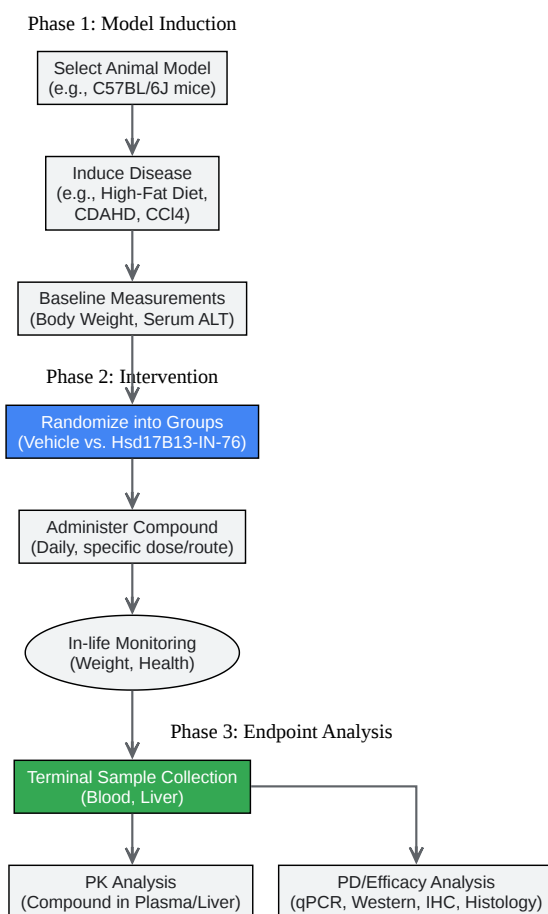 Phase 1: Model Induction
Select Animal Model
(e.g., C57BL/6J mice)
Induce Disease
(e.g., High-Fat Diet,
CDAHD, CCl4)
Baseline Measurements
(Body Weight, Serum ALT)
Phase 2: Intervention
Randomize into Groups
(Vehicle vs. Hsd17B13-IN-76)
Administer Compound
(Daily, specific dose/route)
In-life Monitoring
(Weight, Health)
Phase 3: Endpoint Analysis
Terminal Sample Collection
(Blood, Liver)
PK Analysis
(Compound in Plasma/Liver)
PD/Efficacy Analysis
(qPCR, Western, IHC, Histology)